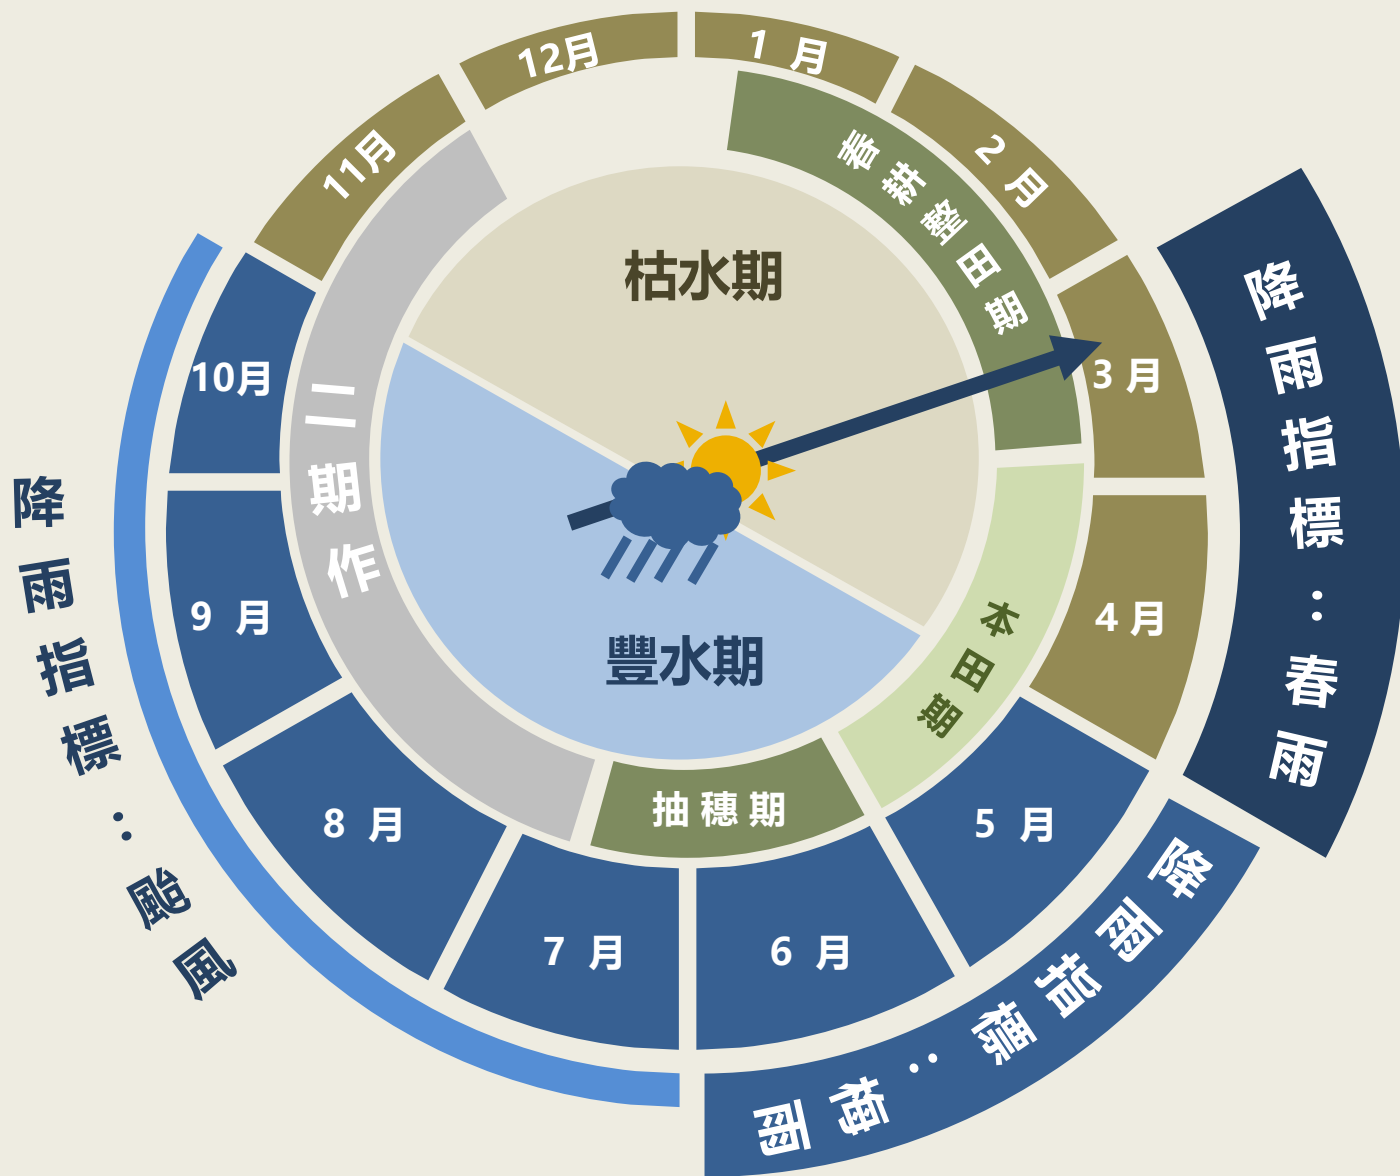 1 月
2 月
3 月
4 月
5 月
6 月
7 月
8 月
9 月
10月
11月
12月
春耕整田期
本田期
抽穗期
二期作
枯水期
豐水期
降雨指標：春雨
降雨指標：梅雨
降雨指標：颱風